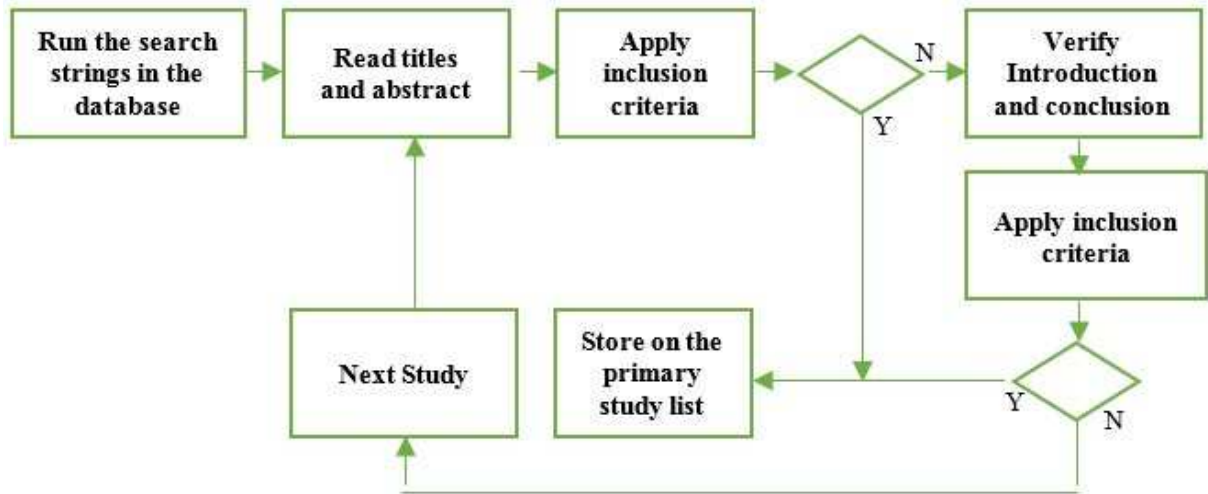 Run the search
strings in the
database
Read titles
and abstract
Apply
inclusion
criteria
N
Y
Verify
Introduction
and conclusion
Apply inclusion
criteria
Next Study
Store on the
primary
study list
Y
N